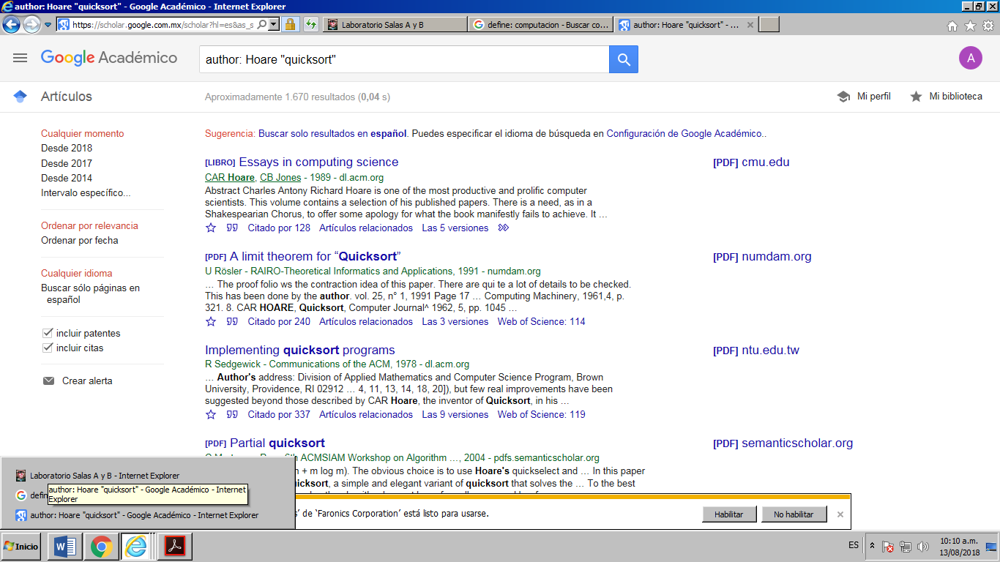 author: Hoare "quicksort" - Google Académico - Internet Explorer
https://scholar.google.com.mx/scholar?hl=es&as_s
Laboratorio Salas A y B
define: computacion - Buscar co...
author: Hoare "quicksort" - ...
Google Académico
author: Hoare "quicksort"
A
Artículos
Aproximadamente 1.670 resultados (0,04 s)
Mi perfil
Mi biblioteca
Cualquier momento
Desde 2018
Desde 2017
Desde 2014
Intervalo específico...
Ordenar por relevancia
Ordenar por fecha
Cualquier idioma
Buscar sólo páginas en
español
incluir patentes
incluir citas
Crear alerta
Sugerencia: Buscar solo resultados en español. Puedes especificar el idioma de búsqueda en Configuración de Google Académico..
[LIBRO] Essays in computing science
[PDF] cmu.edu
CAR Hoare, CB Jones - 1989 - dl.acm.org
Abstract Charles Antony Richard Hoare is one of the most productive and prolific computer
scientists. This volume contains a selection of his published papers. There is a need, as in a
Shakespearian Chorus, to offer some apology for what the book manifestly fails to achieve. It ...
Citado por 128 Artículos relacionados Las 5 versiones
[PDF] A limit theorem for “Quicksort”
[PDF] numdam.org
U Rösler - RAIRO-Theoretical Informatics and Applications, 1991 - numdam.org
... The proof folio ws the contraction idea of this paper. There are qui te a lot of details to be checked.
This has been done by the author. vol. 25, n° 1, 1991 Page 17 ... Computing Machinery, 1961,4, p.
321. 8. CAR HOARE, Quicksort, Computer Journal^ 1962, 5, pp. 1045 ...
Citado por 240 Artículos relacionados Las 3 versiones Web of Science: 114
Implementing quicksort programs
[PDF] ntu.edu.tw
R Sedgewick - Communications of the ACM, 1978 - dl.acm.org
... Author's address: Division of Applied Mathematics and Computer Science Program, Brown
University, Providence, RI 02912 ... 4, 11, 13, 14, 18, 20]), but few real improvements have been
suggested beyond those described by CAR Hoare, the inventor of Quicksort, in his ...
Citado por 337 Artículos relacionados Las 9 versiones Web of Science: 119
[PDF] Partial quicksort
[PDF] semanticscholar.org
ACMSIAM Workshop on Algorithm ..., 2004 - pdfs.semanticscholar.org
n + m log m). The obvious choice is to use Hoare's quickselect and ... In this paper
cksort, a simple and elegant variant of quicksort that solves the ... To the best
Laboratorio Salas A y B - Internet Explorer
defin
author: Hoare "quicksort" - Google Académico - Internet
Explorer
author: Hoare "quicksort" - Google Académico - Internet Explorer
s’ de ‘Faronics Corporation’ está listo para usarse.
Habilitar
No habilitar
Inicio
ES
10:10 a.m.
13/08/2018